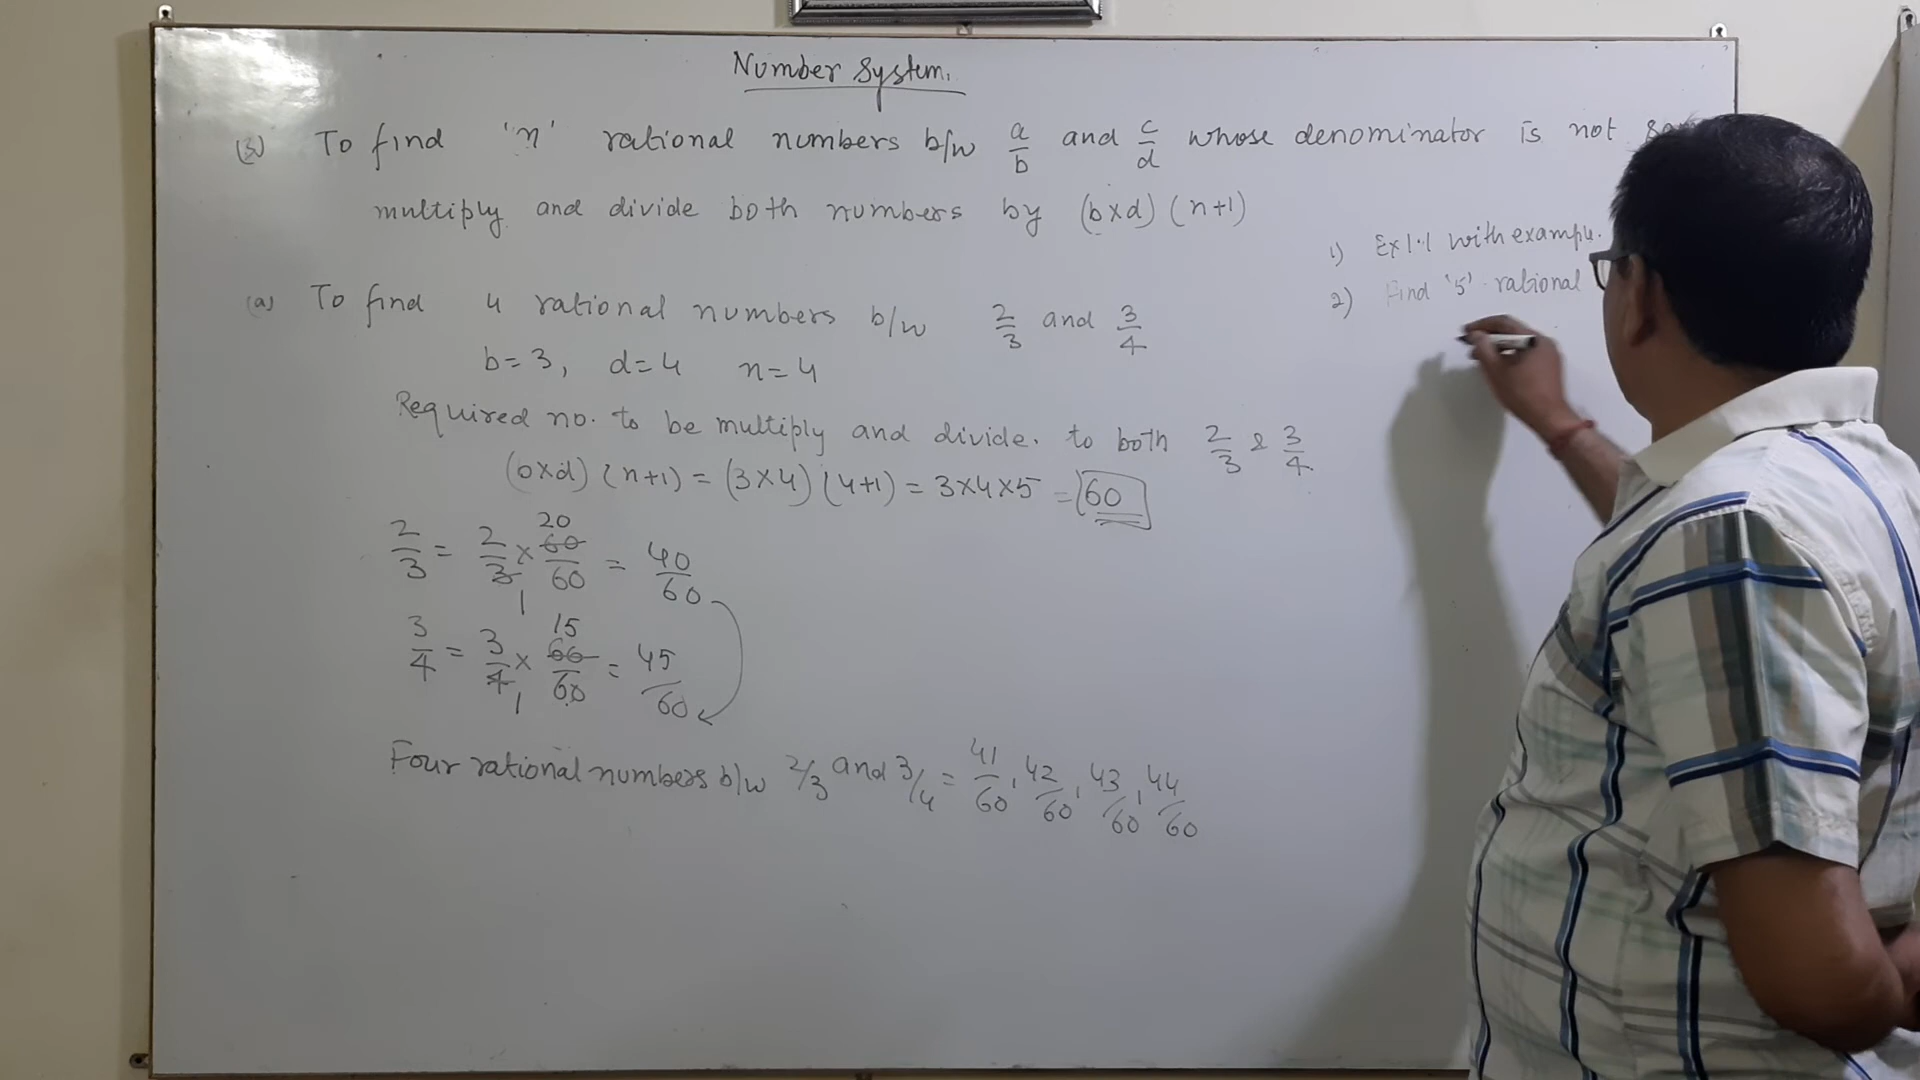 Number System.
(3) To find 'n' rational numbers b/w a/b and c/d whose denominator is not
multiply and divide both numbers by (b×d) (n+1)
1) Ex 1.1 with example.
2) Find '5' rational
(a) To find 4 rational numbers b/w 2/3 and 3/4
b=3, d=4 n=4
Required no. to be multiply and divide. to both 2/3 & 3/4.
(b×d) (n+1) = (3×4) (4+1) = 3×4×5 = 60
20
2/3 = 2/3 × 60/60 = 40/60
1
15
3/4 = 3/4 × 60/60 = 45/60
1
Four rational numbers b/w 2/3 and 3/4 = 41/60, 42/60, 43/60, 44/60